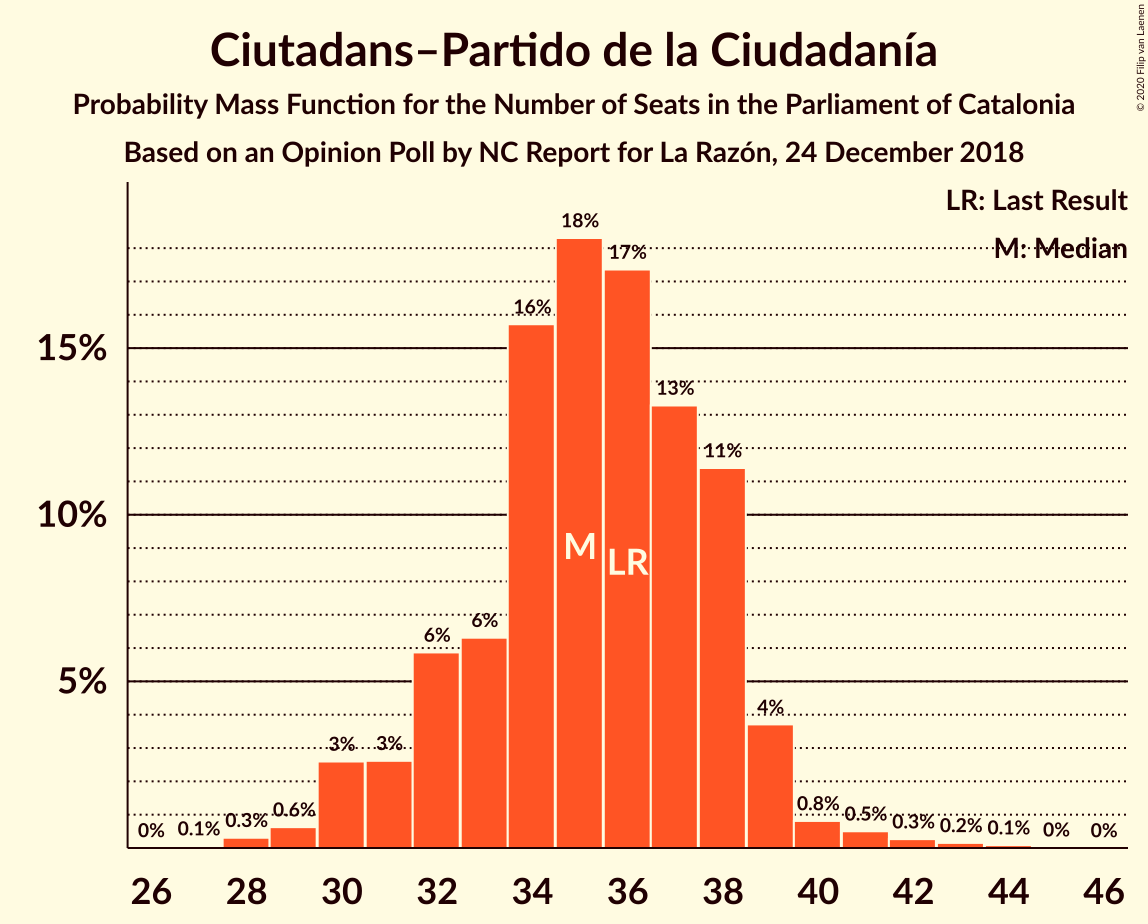 Ciutadans–Partido de la Ciudadanía
Probability Mass Function for the Number of Seats in the Parliament of Catalonia
Based on an Opinion Poll by NC Report for La Razón, 24 December 2018
© 2020 Filip van Laenen
LR: Last Result
M: Median
15%
10%
5%
0%
0.1%
0.3%
0.6%
3%
3%
6%
6%
16%
18%
17%
13%
11%
4%
0.8%
0.5%
0.3%
0.2%
0.1%
0%
0%
M
LR
26 28 30 32 34 36 38 40 42 44 46